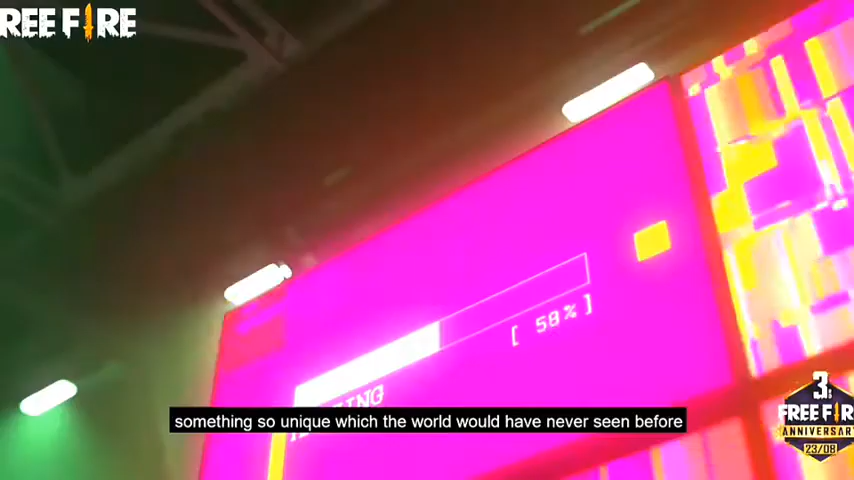 REE FIRE
[ 58% ]
something so unique which the world would have never seen before
3
FREE FIRE
ANNIVERSARY
23/08